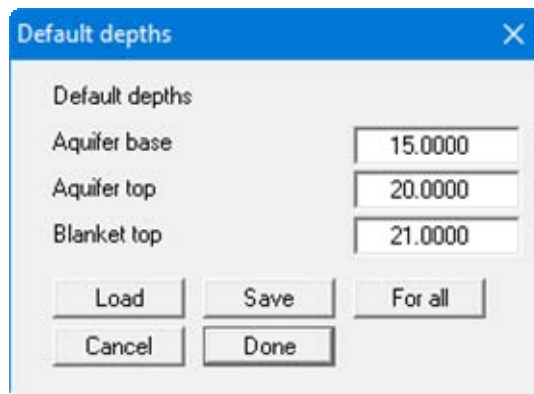 Default depths
Default depths
Aquifer base 15.0000
Aquifer top 20.0000
Blanket top 21.0000
Load Save For all
Cancel Done